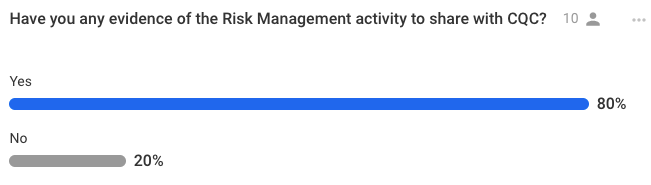 Have you any evidence of the Risk Management activity to share with CQC? 10
Yes
80%
No
20%